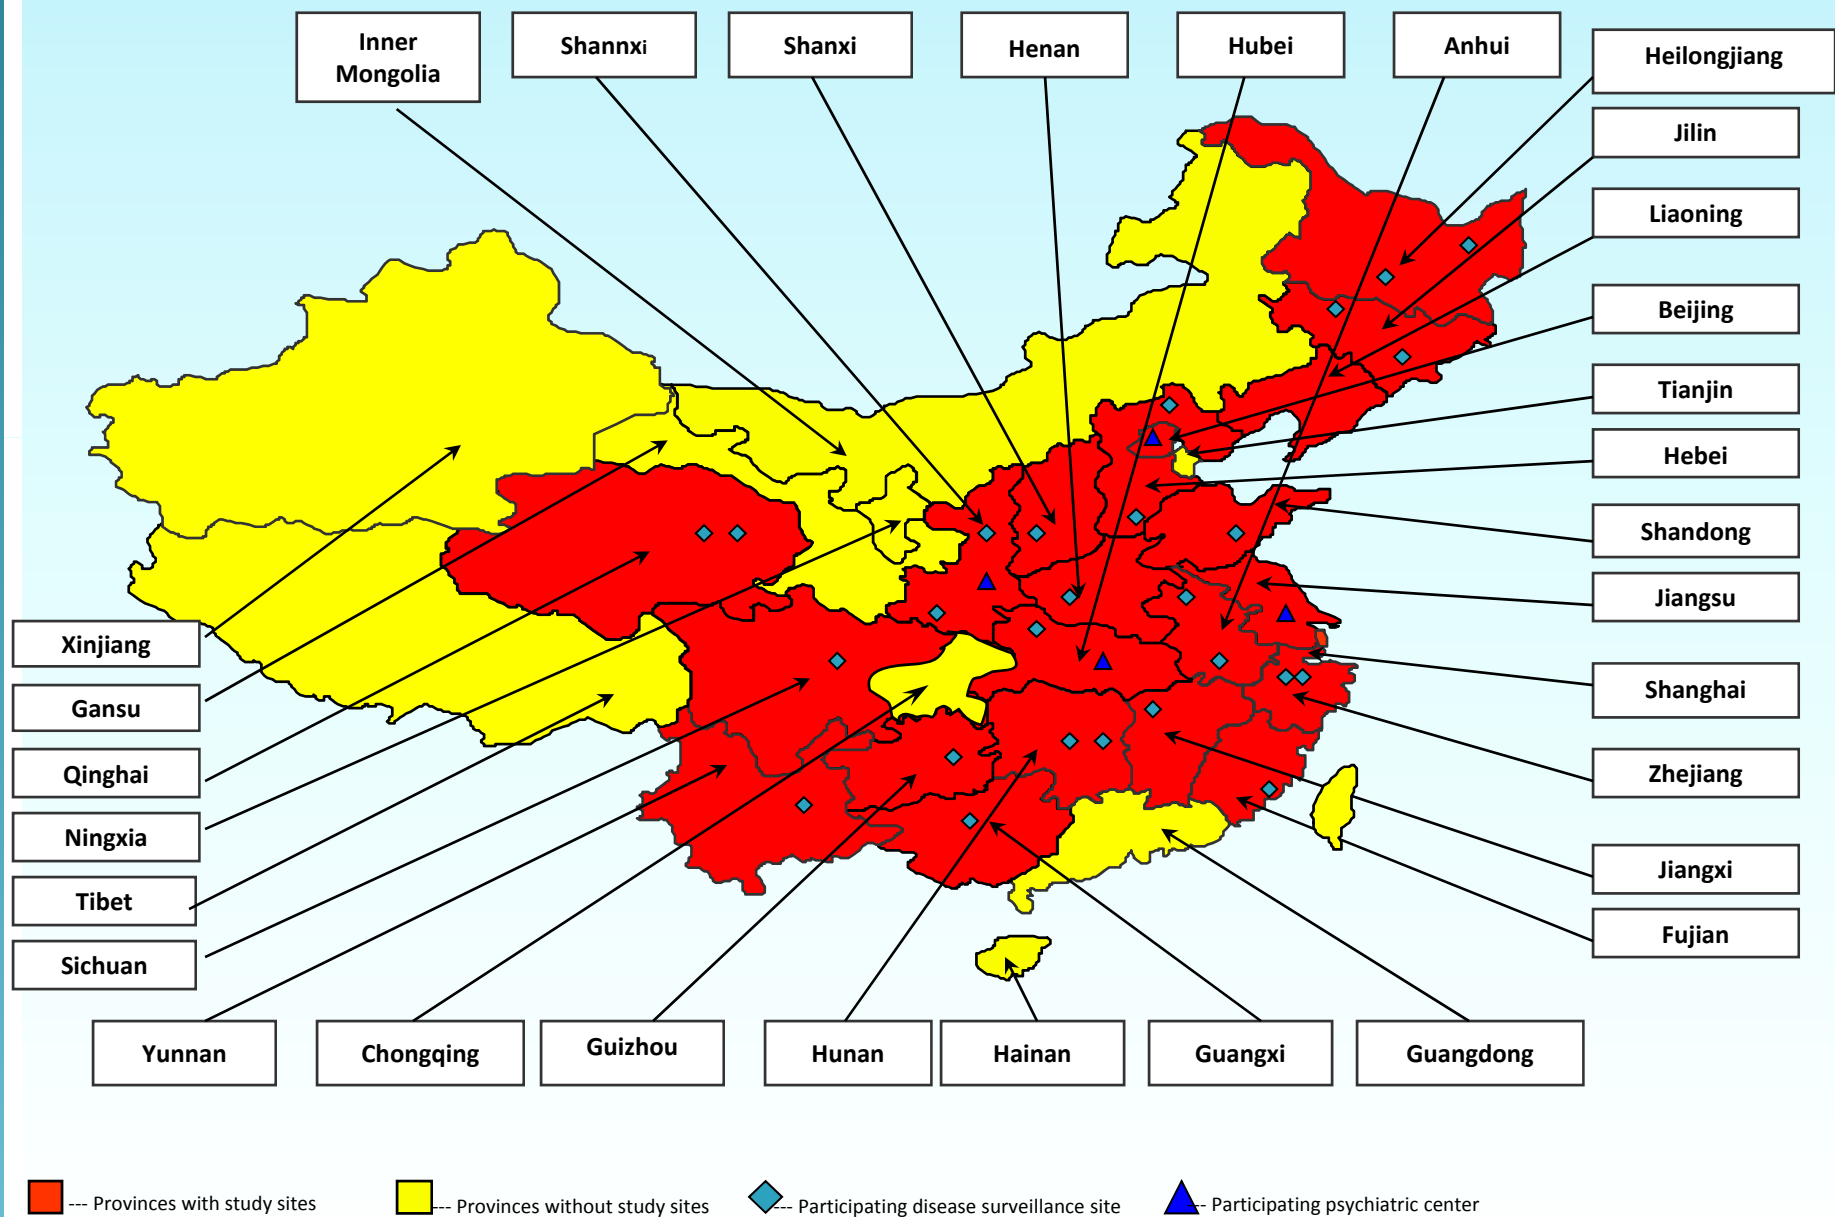 Inner
Mongolia
Shannxi
Shanxi
Henan
Hubei
Anhui
Heilongjiang
Jilin
Liaoning
Beijing
Tianjin
Hebei
Shandong
Jiangsu
Shanghai
Zhejiang
Jiangxi
Fujian
Xinjiang
Gansu
Qinghai
Ningxia
Tibet
Sichuan
Yunnan
Chongqing
Guizhou
Hunan
Hainan
Guangxi
Guangdong
--- Provinces with study sites
--- Provinces without study sites
--- Participating disease surveillance site
-- Participating psychiatric center